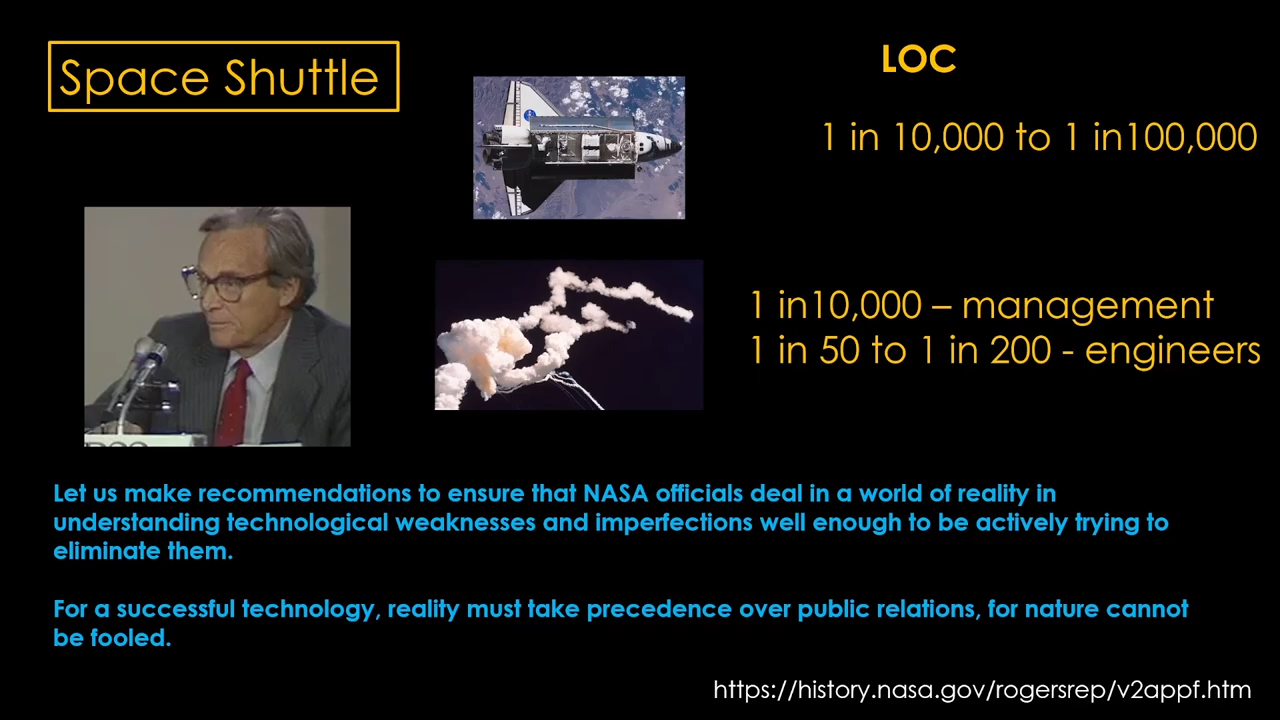 Space Shuttle
LOC
1 in 10,000 to 1 in100,000
1 in10,000 – management
1 in 50 to 1 in 200 - engineers
Let us make recommendations to ensure that NASA officials deal in a world of reality in
understanding technological weaknesses and imperfections well enough to be actively trying to
eliminate them.
For a successful technology, reality must take precedence over public relations, for nature cannot
be fooled.
https://history.nasa.gov/rogersrep/v2appf.htm